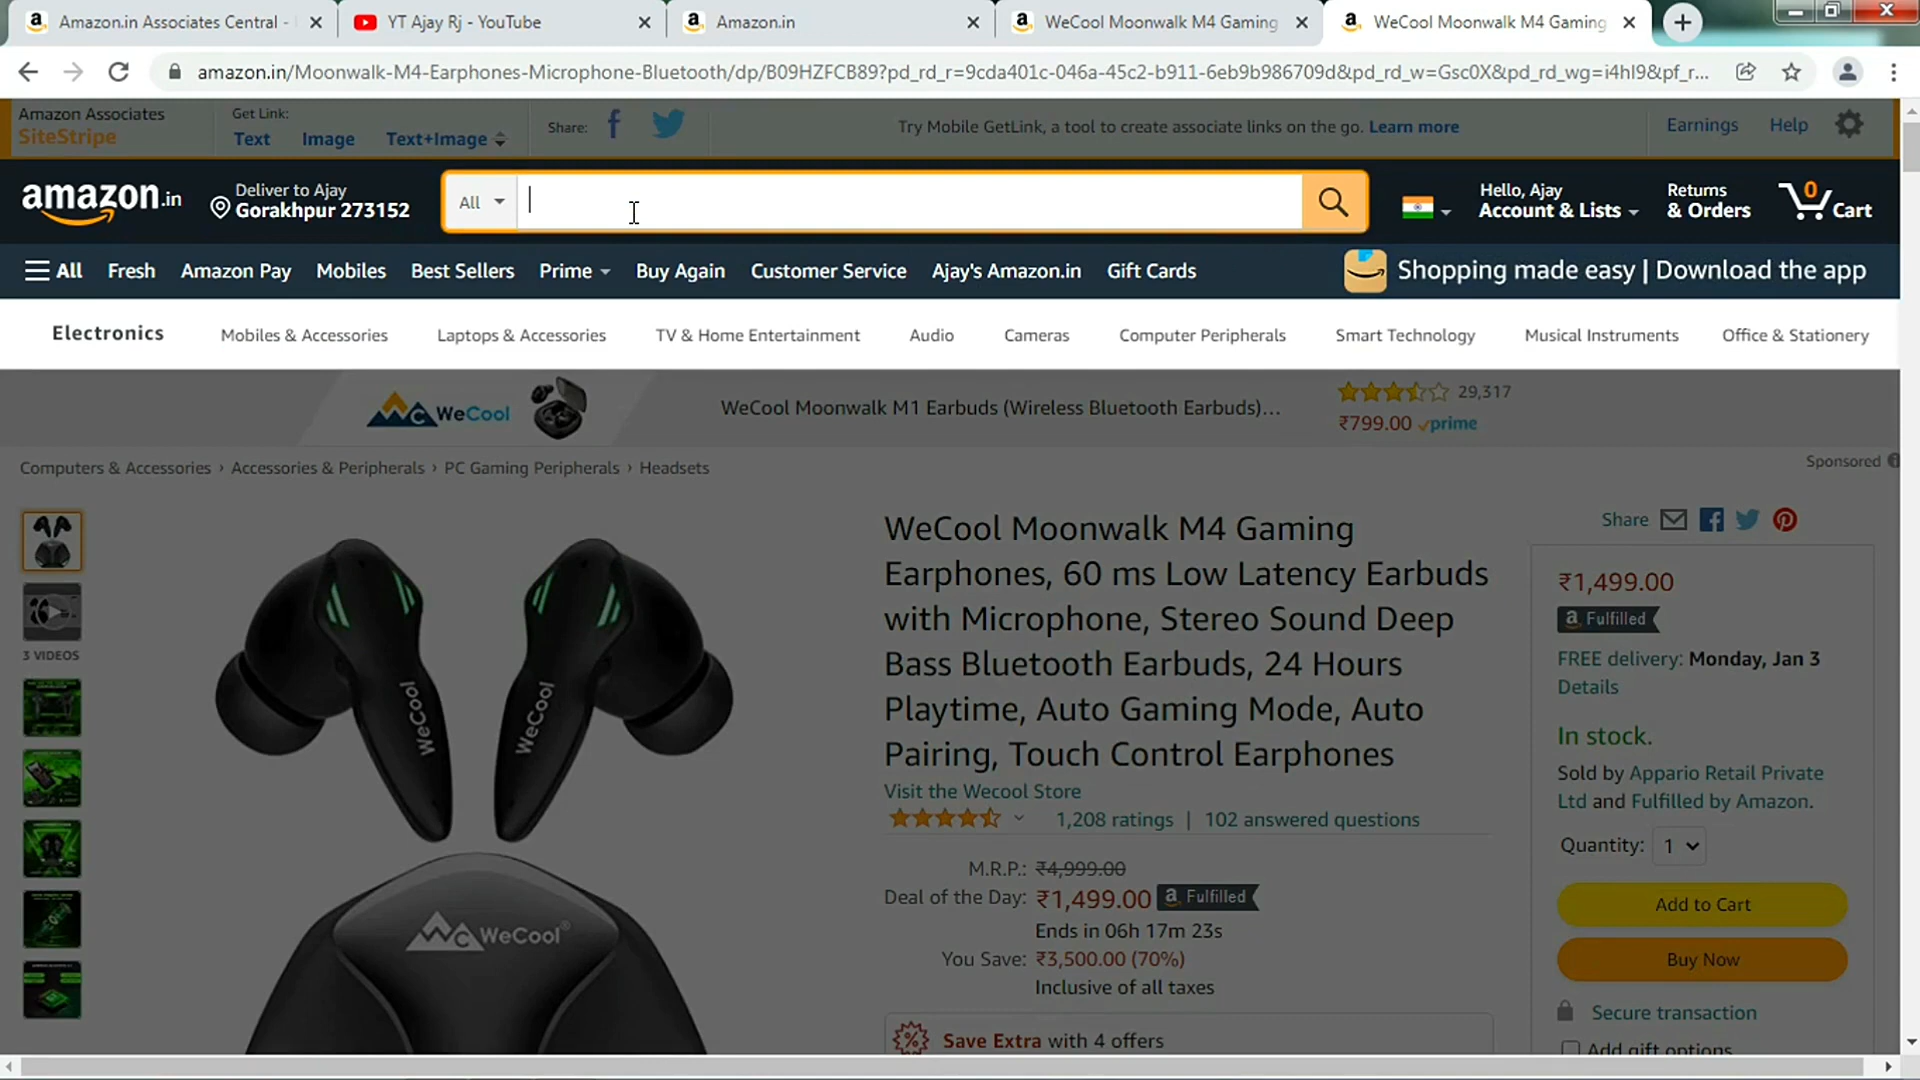 Amazon.in Associates Central -
YT Ajay Rj - YouTube
Amazon.in
WeCool Moonwalk M4 Gaming
WeCool Moonwalk M4 Gaming
amazon.in/Moonwalk-M4-Earphones-Microphone-Bluetooth/dp/B09HZFCB89?pd_rd_r=9cda401c-046a-45c2-b911-6eb9b986709d&pd_rd_w=Gsc0X&pd_rd_wg=i4hI9&pf_r...
Amazon Associates
SiteStripe
Get Link:
Text Image Text+Image
Share:
Try Mobile GetLink, a tool to create associate links on the go. Learn more
Earnings Help
amazon.in
Deliver to Ajay
Gorakhpur 273152
All
Hello, Ajay
Account & Lists
Returns
& Orders
0
Cart
All Fresh Amazon Pay Mobiles Best Sellers Prime Buy Again Customer Service Ajay's Amazon.in Gift Cards
Shopping made easy | Download the app
Electronics Mobiles & Accessories Laptops & Accessories TV & Home Entertainment Audio Cameras Computer Peripherals Smart Technology Musical Instruments Office & Stationery
WeCool
WeCool Moonwalk M1 Earbuds (Wireless Bluetooth Earbuds)...
29,317
₹799.00 prime
Computers & Accessories › Accessories & Peripherals › PC Gaming Peripherals › Headsets
Sponsored
3 VIDEOS
WeCool
WeCool
WeCool®
WeCool Moonwalk M4 Gaming
Earphones, 60 ms Low Latency Earbuds
with Microphone, Stereo Sound Deep
Bass Bluetooth Earbuds, 24 Hours
Playtime, Auto Gaming Mode, Auto
Pairing, Touch Control Earphones
Visit the Wecool Store
1,208 ratings | 102 answered questions
M.R.P.: ₹4,999.00
Deal of the Day: ₹1,499.00 a Fulfilled
Ends in 06h 17m 23s
You Save: ₹3,500.00 (70%)
Inclusive of all taxes
Save Extra with 4 offers
Share
₹1,499.00
a Fulfilled
FREE delivery: Monday, Jan 3
Details
In stock.
Sold by Appario Retail Private
Ltd and Fulfilled by Amazon.
Quantity: 1
Add to Cart
Buy Now
Secure transaction
Add gift options